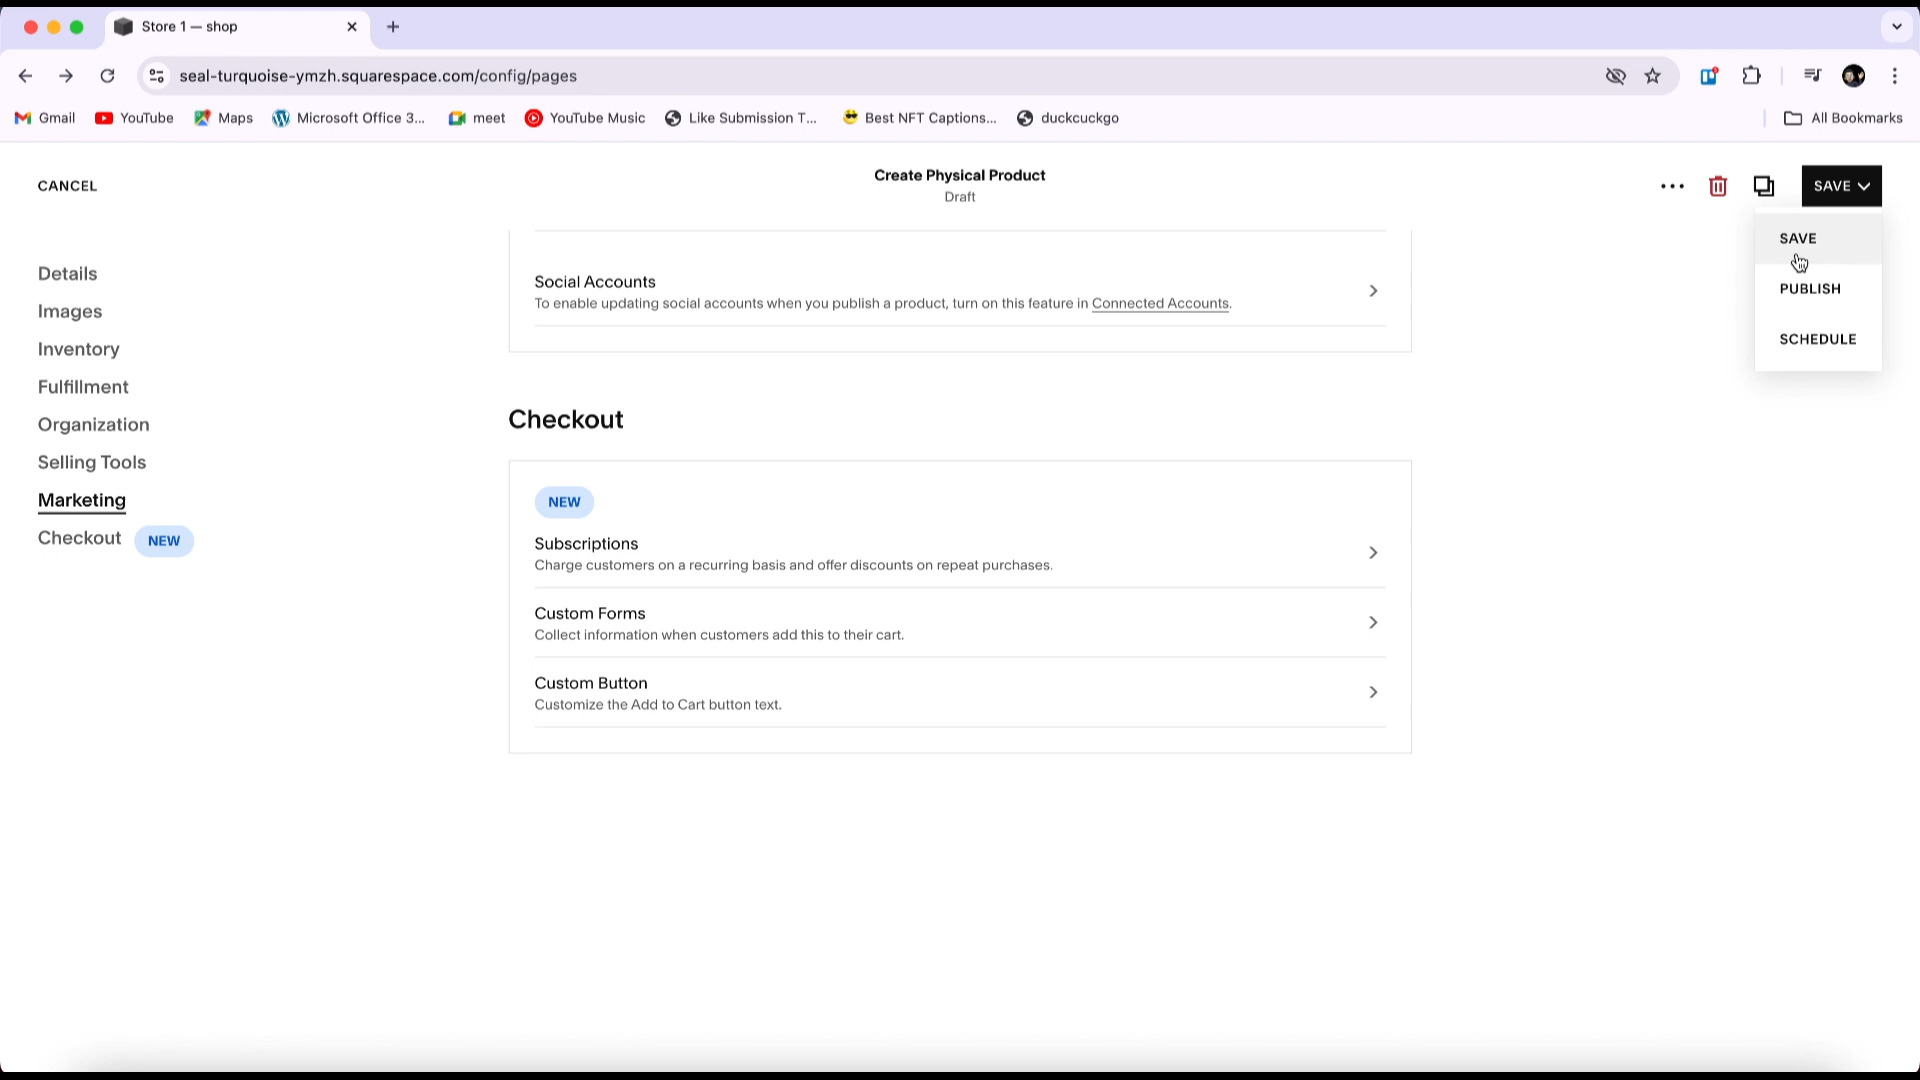 Store 1 — shop
seal-turquoise-ymzh.squarespace.com/config/pages
Gmail
YouTube
Maps
Microsoft Office 3...
meet
YouTube Music
Like Submission T...
Best NFT Captions...
duckcuckgo
All Bookmarks
CANCEL
Create Physical Product
Draft
SAVE
SAVE
PUBLISH
SCHEDULE
Details
Images
Inventory
Fulfillment
Organization
Selling Tools
Marketing
Checkout NEW
Social Accounts
To enable updating social accounts when you publish a product, turn on this feature in Connected Accounts.
Checkout
NEW
Subscriptions
Charge customers on a recurring basis and offer discounts on repeat purchases.
Custom Forms
Collect information when customers add this to their cart.
Custom Button
Customize the Add to Cart button text.